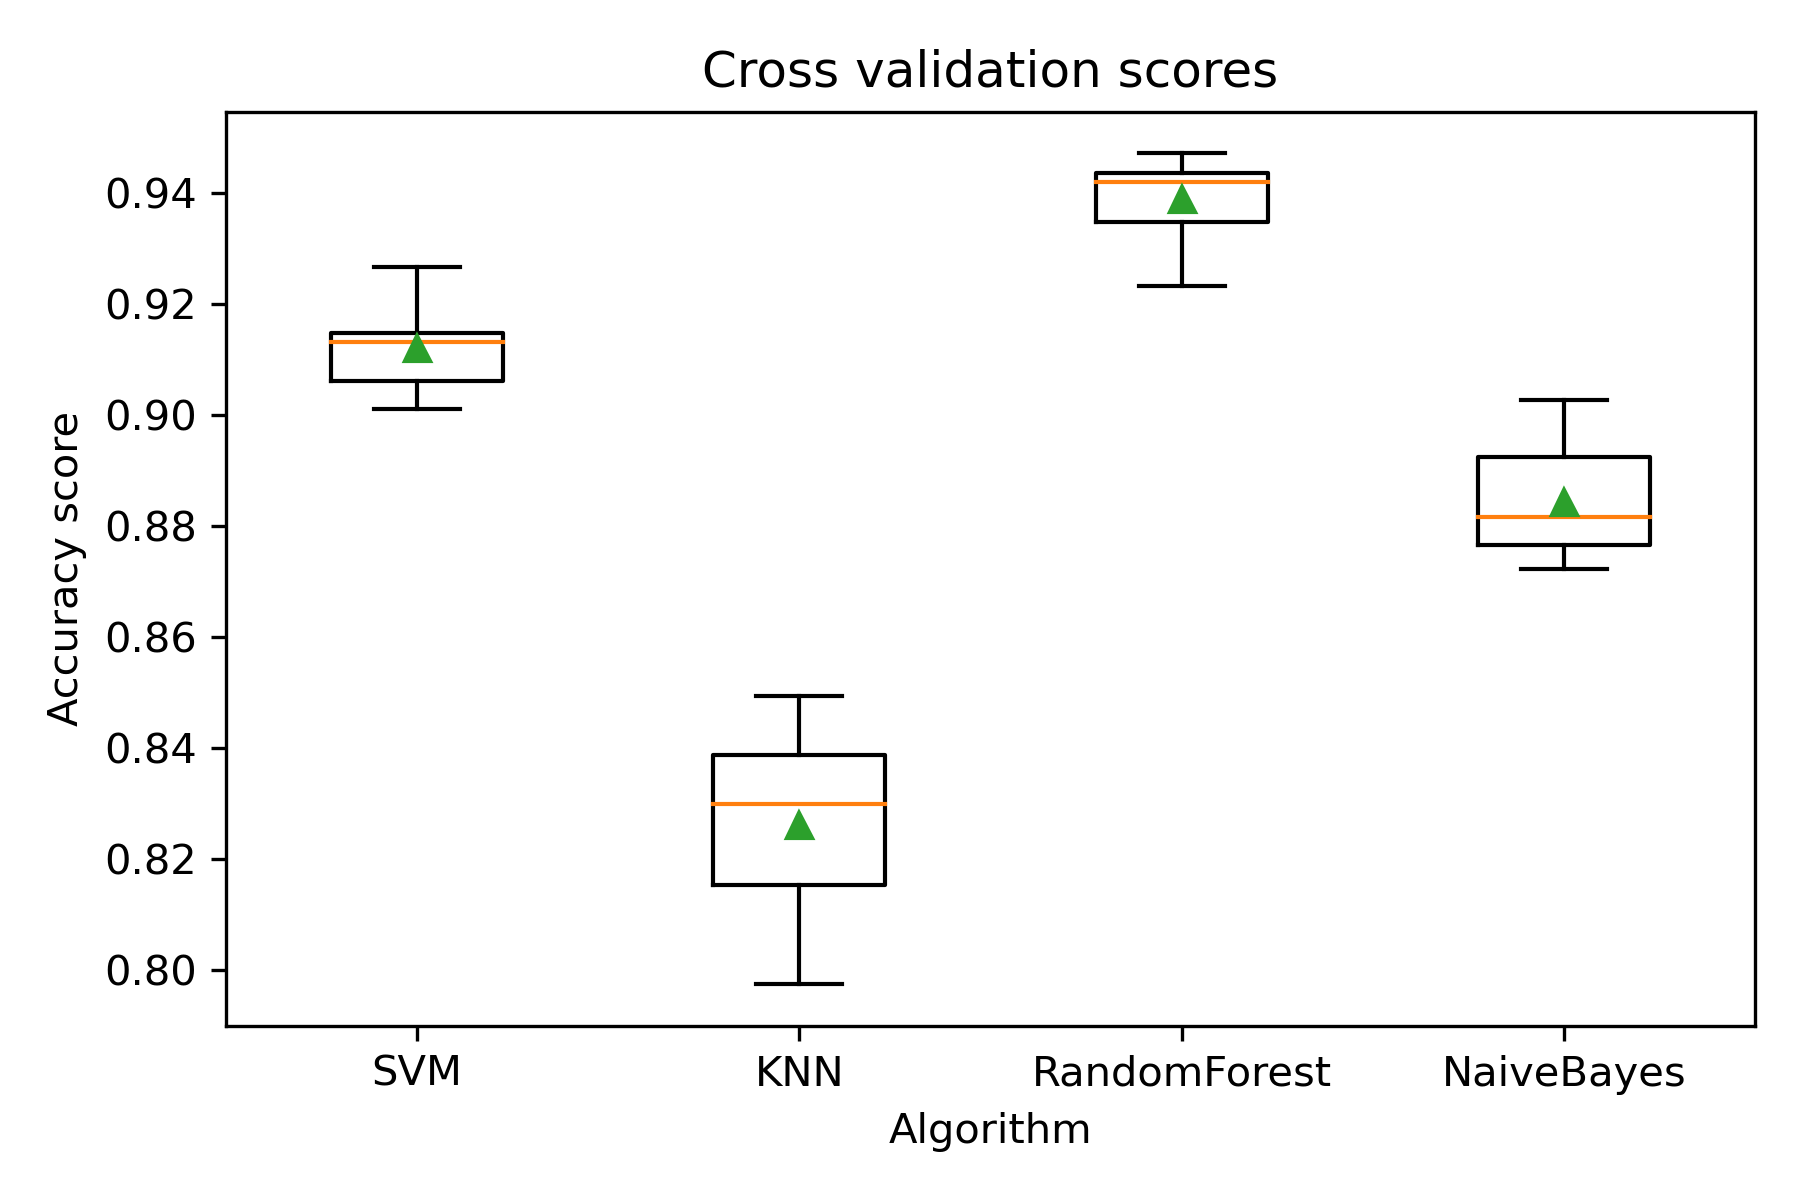 Cross validation scores
0.94
0.92
0.90
0.88
0.86
0.84
0.82
0.80
Accuracy score
SVM KNN RandomForest NaiveBayes
Algorithm